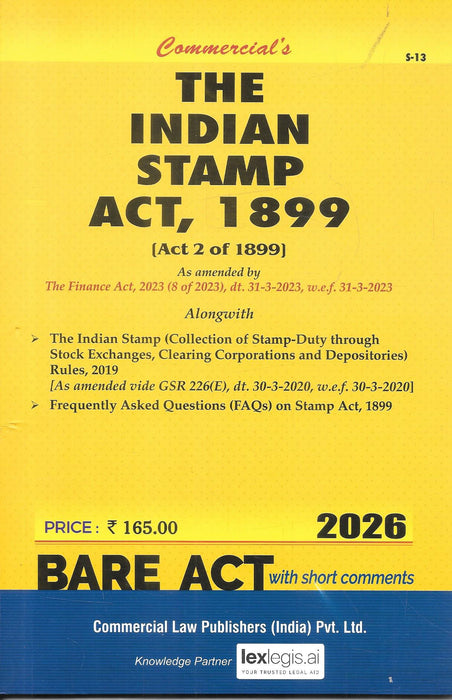 Commercial's
S-13
THE
INDIAN
STAMP
ACT, 1899
[Act 2 of 1899]
As amended by
The Finance Act, 2023 (8 of 2023), dt. 31-3-2023, w.e.f. 31-3-2023
Alongwith
➢ The Indian Stamp (Collection of Stamp-Duty through
Stock Exchanges, Clearing Corporations and Depositories)
Rules, 2019
[As amended vide GSR 226(E), dt. 30-3-2020, w.e.f. 30-3-2020]
➢ Frequently Asked Questions (FAQs) on Stamp Act, 1899
PRICE : ₹ 165.00
2026
BARE ACT with short comments
Commercial Law Publishers (India) Pvt. Ltd.
Knowledge Partner lexlegis.ai
YOUR TRUSTED LEGAL AID
1